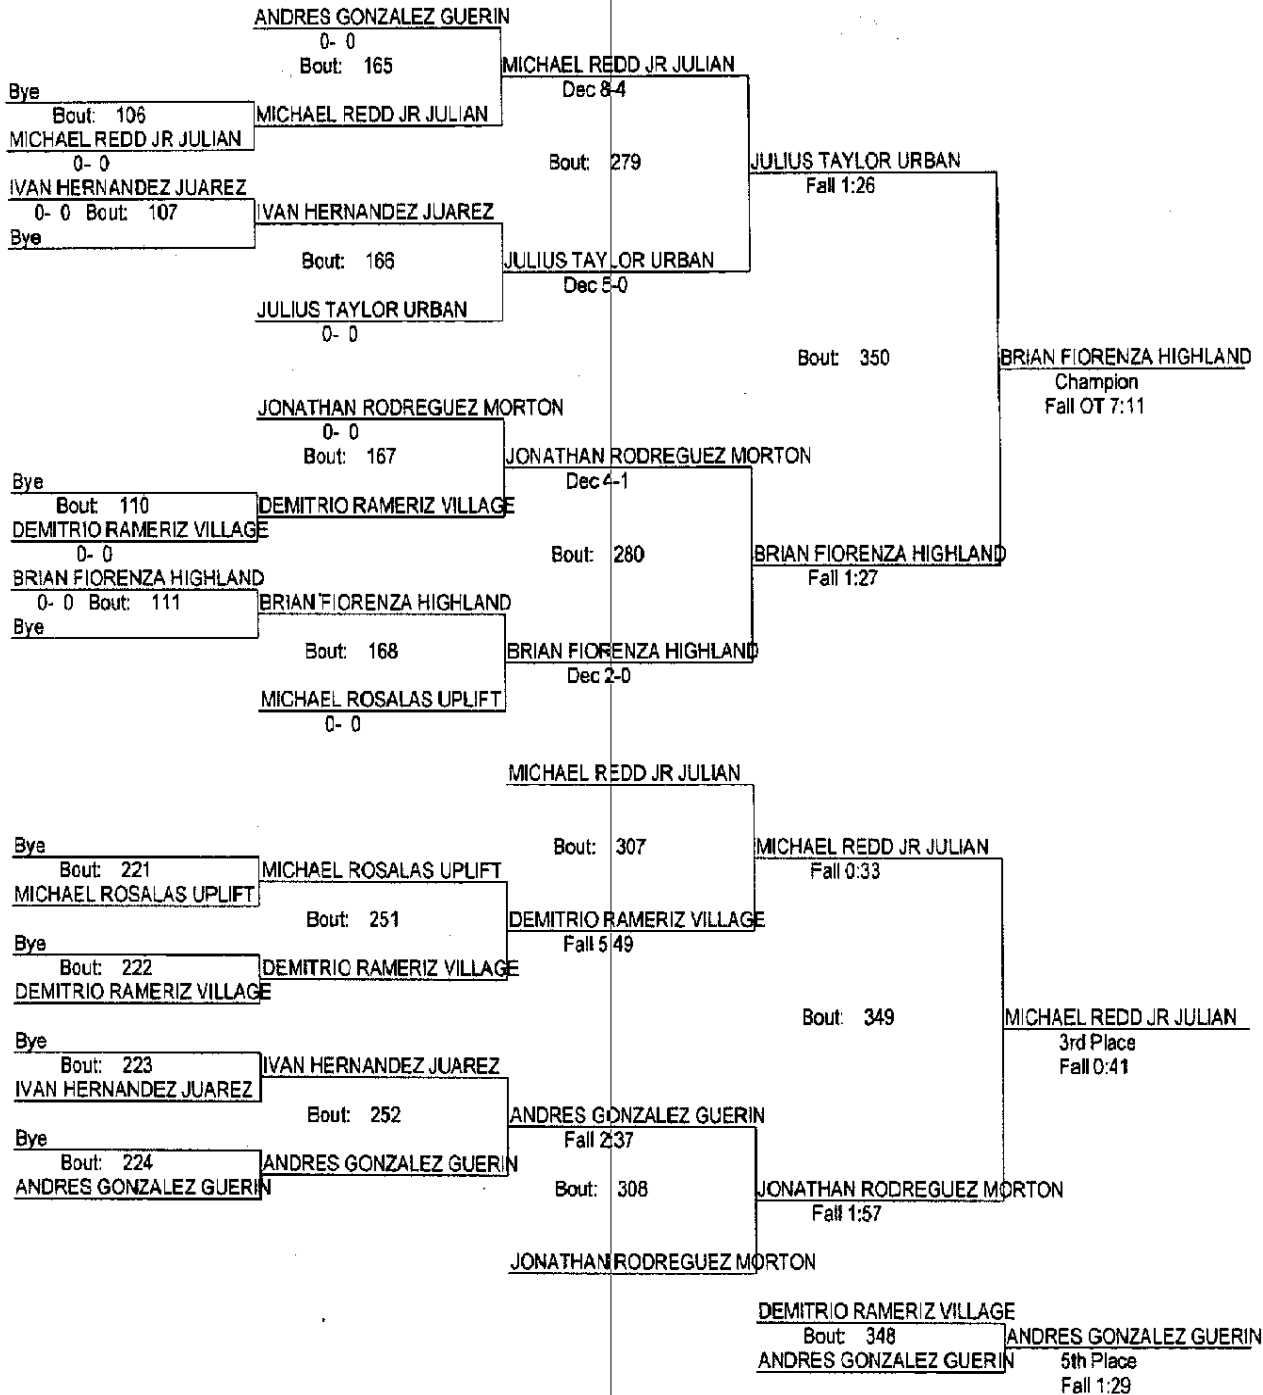 ANDRES GONZALEZ GUERIN
0- 0
Bout: 165
MICHAEL REDD JR JULIAN
Dec 8-4
Bye
Bout: 106
MICHAEL REDD JR JULIAN
MICHAEL REDD JR JULIAN
0- 0
Bout: 279
JULIUS TAYLOR URBAN
Fall 1:26
IVAN HERNANDEZ JUAREZ
0- 0 Bout: 107
IVAN HERNANDEZ JUAREZ
Bye
Bout: 166
JULIUS TAYLOR URBAN
Dec 5-0
JULIUS TAYLOR URBAN
0- 0
Bout: 350
BRIAN FIORENZA HIGHLAND
Champion
Fall OT 7:11
JONATHAN RODREGUEZ MORTON
0- 0
Bout: 167
JONATHAN RODREGUEZ MORTON
Dec 4-1
Bye
Bout: 110
DEMITRIO RAMERIZ VILLAGE
DEMITRIO RAMERIZ VILLAGE
0- 0
Bout: 280
BRIAN FIORENZA HIGHLAND
Fall 1:27
BRIAN FIORENZA HIGHLAND
0- 0 Bout: 111
BRIAN FIORENZA HIGHLAND
Bye
Bout: 168
BRIAN FIORENZA HIGHLAND
Dec 2-0
MICHAEL ROSALAS UPLIFT
0- 0
MICHAEL REDD JR JULIAN
Bout: 307
MICHAEL REDD JR JULIAN
Fall 0:33
Bye
Bout: 221
MICHAEL ROSALAS UPLIFT
MICHAEL ROSALAS UPLIFT
Bout: 251
DEMITRIO RAMERIZ VILLAGE
Fall 5:49
Bye
Bout: 222
DEMITRIO RAMERIZ VILLAGE
DEMITRIO RAMERIZ VILLAGE
Bout: 349
MICHAEL REDD JR JULIAN
3rd Place
Fall 0:41
Bye
Bout: 223
IVAN HERNANDEZ JUAREZ
IVAN HERNANDEZ JUAREZ
Bout: 252
ANDRES GONZALEZ GUERIN
Fall 2:37
Bye
Bout: 224
ANDRES GONZALEZ GUERIN
ANDRES GONZALEZ GUERIN
Bout: 308
JONATHAN RODREGUEZ MORTON
Fall 1:57
JONATHAN RODREGUEZ MORTON
DEMITRIO RAMERIZ VILLAGE
Bout: 348
ANDRES GONZALEZ GUERIN
ANDRES GONZALEZ GUERIN
5th Place
Fall 1:29